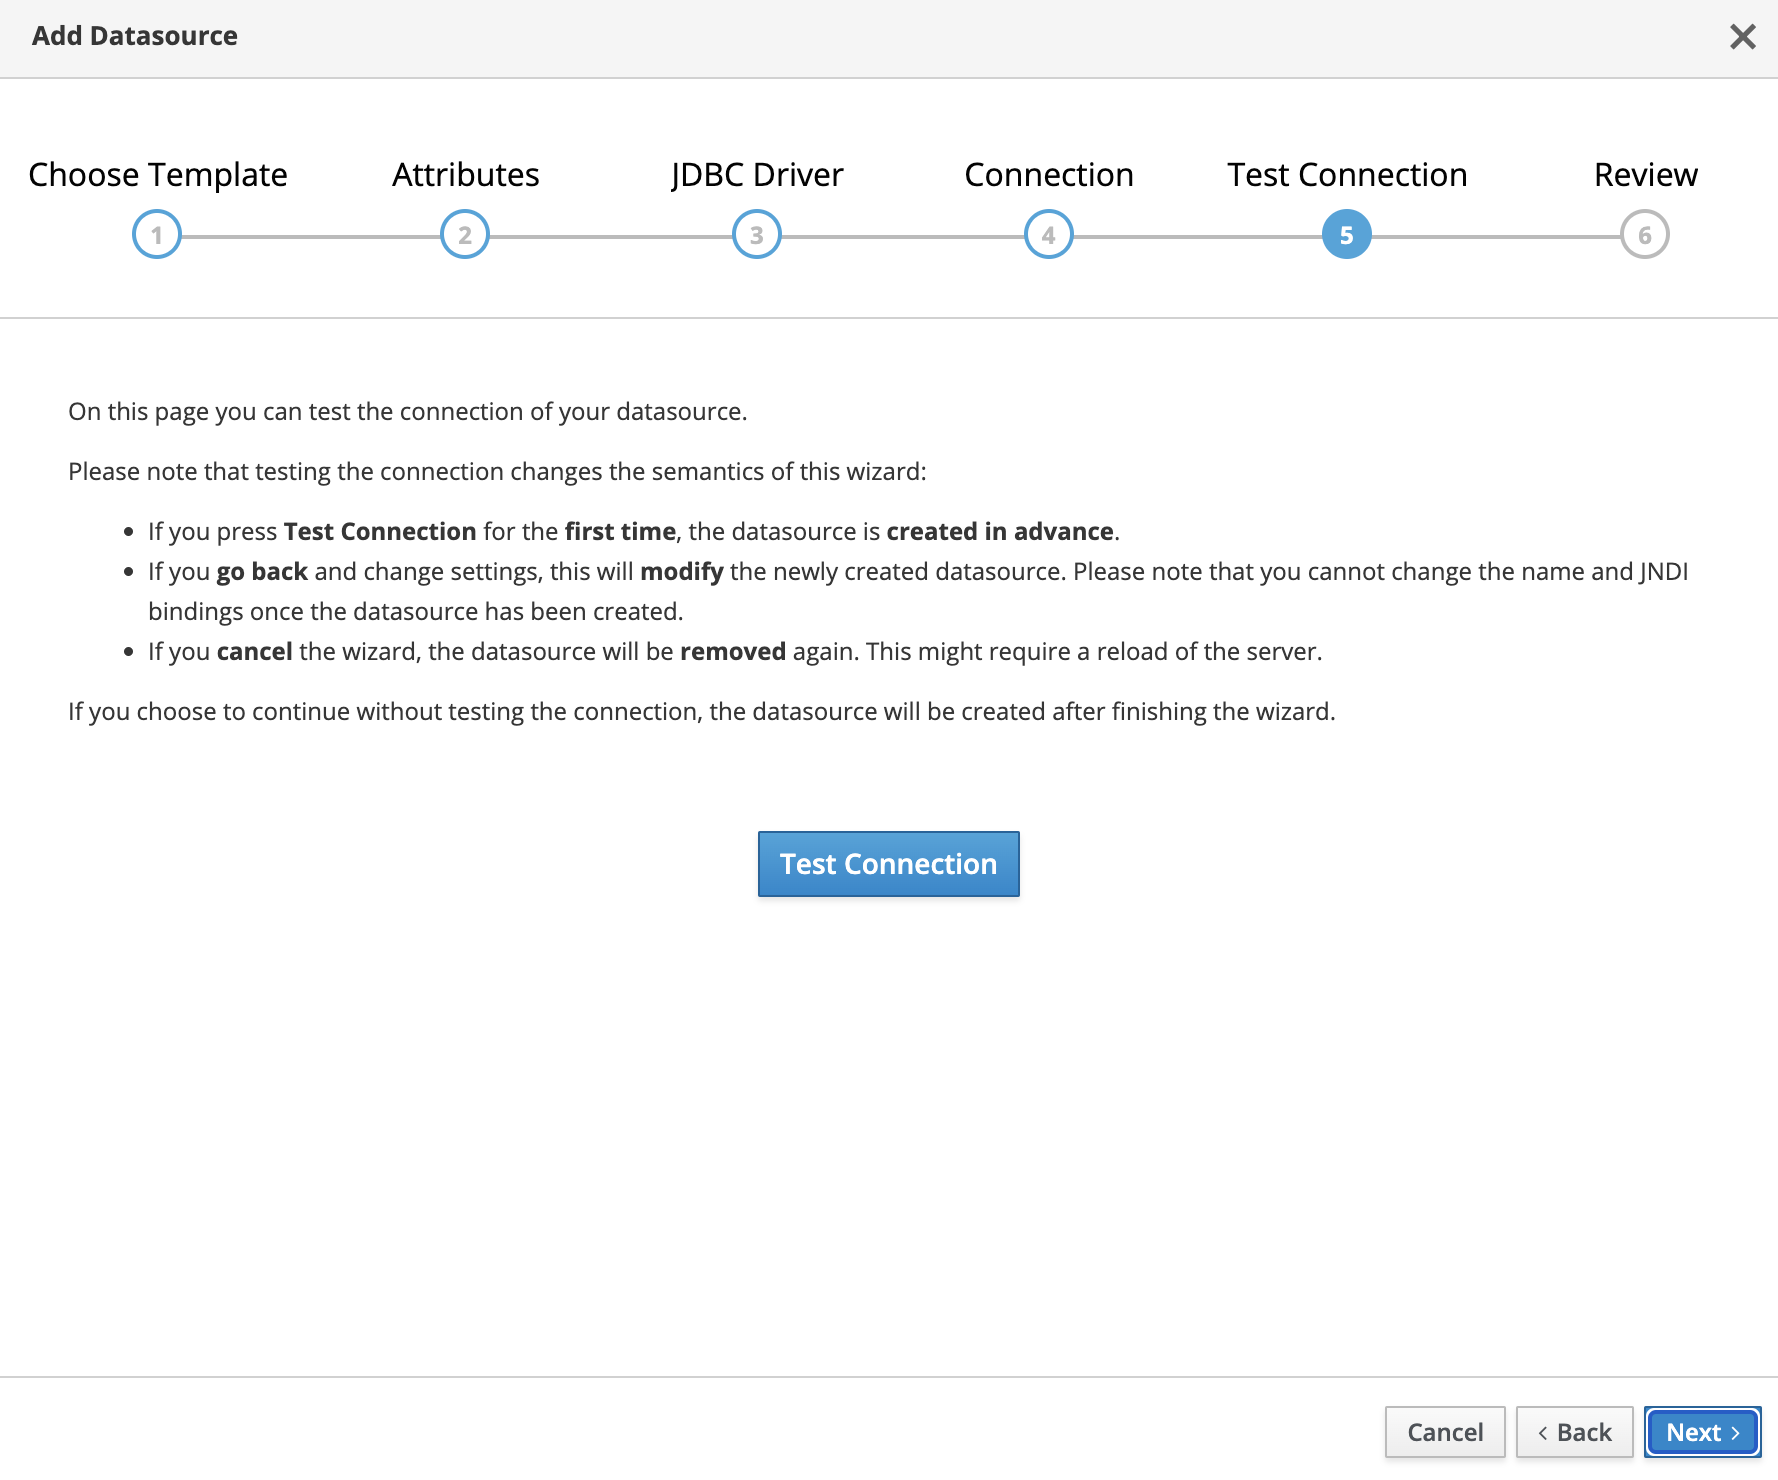 Add Datasource
Choose Template
Attributes
JDBC Driver
Connection
Test Connection
Review
1
2
3
4
5
6
On this page you can test the connection of your datasource.
Please note that testing the connection changes the semantics of this wizard:
• If you press Test Connection for the first time, the datasource is created in advance.
• If you go back and change settings, this will modify the newly created datasource. Please note that you cannot change the name and JNDI
bindings once the datasource has been created.
• If you cancel the wizard, the datasource will be removed again. This might require a reload of the server.
If you choose to continue without testing the connection, the datasource will be created after finishing the wizard.
Test Connection
Cancel
‹ Back
Next ›